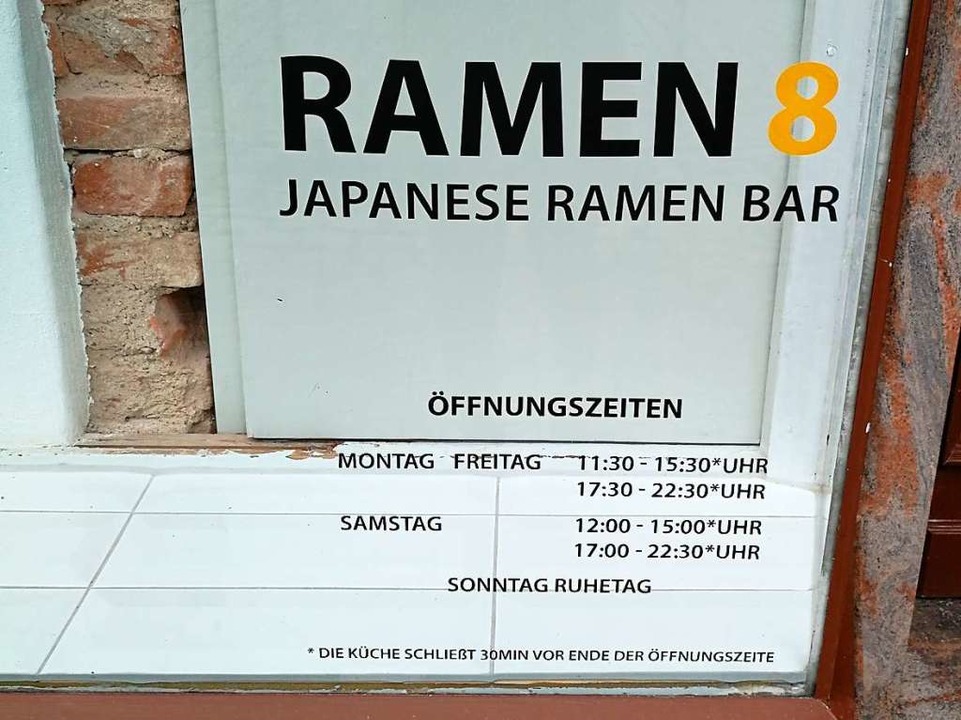 RAMEN 8
JAPANESE RAMEN BAR
ÖFFNUNGSZEITEN
MONTAG FREITAG 11:30 - 15:30*UHR
17:30 - 22:30*UHR
SAMSTAG 12:00 - 15:00*UHR
17:00 - 22:30*UHR
SONNTAG RUHETAG
* DIE KÜCHE SCHLIEßT 30MIN VOR ENDE DER ÖFFNUNGSZEITE